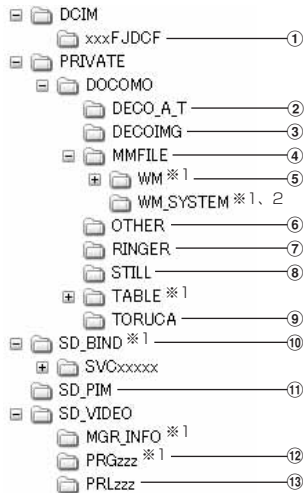 DCIM
xxxFJDCF ①
PRIVATE
DOCOMO
DECO_A_T ②
DECOIMG ③
MMFILE ④
WM ※1 ⑤
WM_SYSTEM ※1、2
OTHER ⑥
RINGER ⑦
STILL ⑧
TABLE ※1
TORUCA ⑨
SD_BIND ※1 ⑩
SVCxxxxx
SD_PIM ⑪
SD_VIDEO
MGR_INFO ※1
PRGzzz ※1 ⑫
PRLzzz ⑬